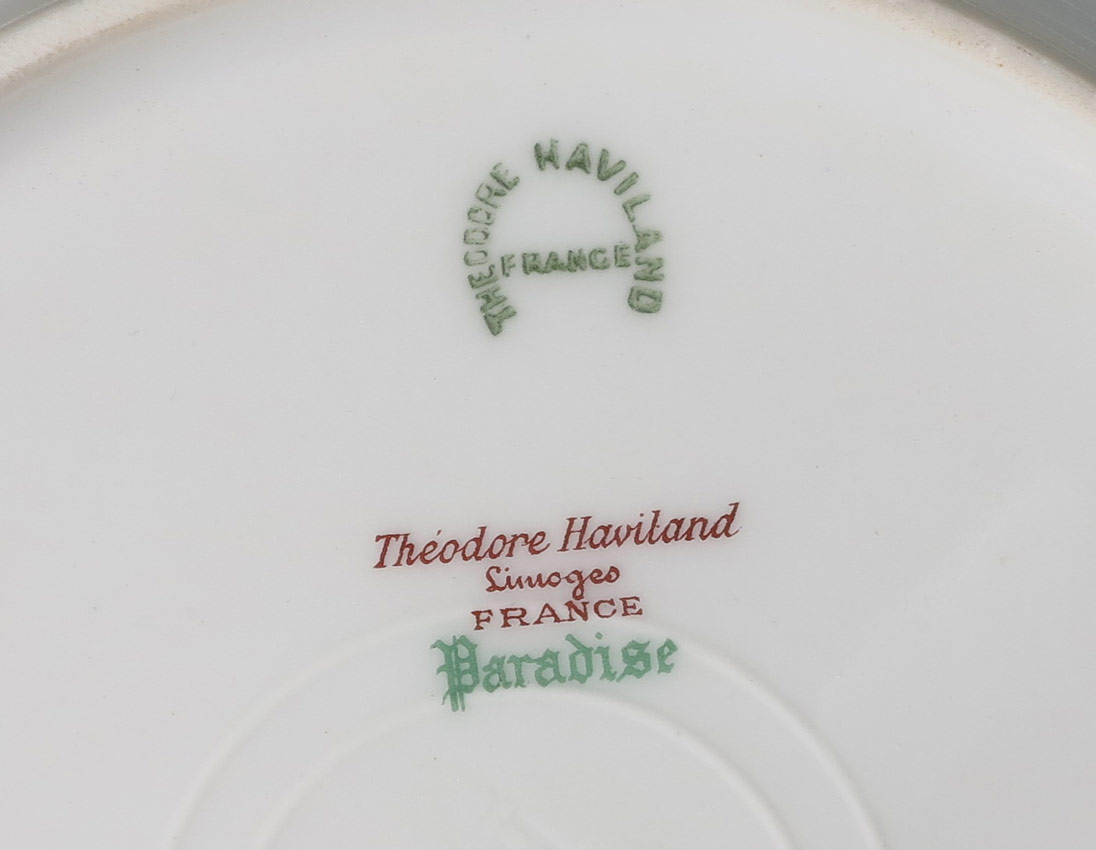 THEODORE HAVILAND
FRANCE
Théodore Haviland
Limoges
FRANCE
Paradise